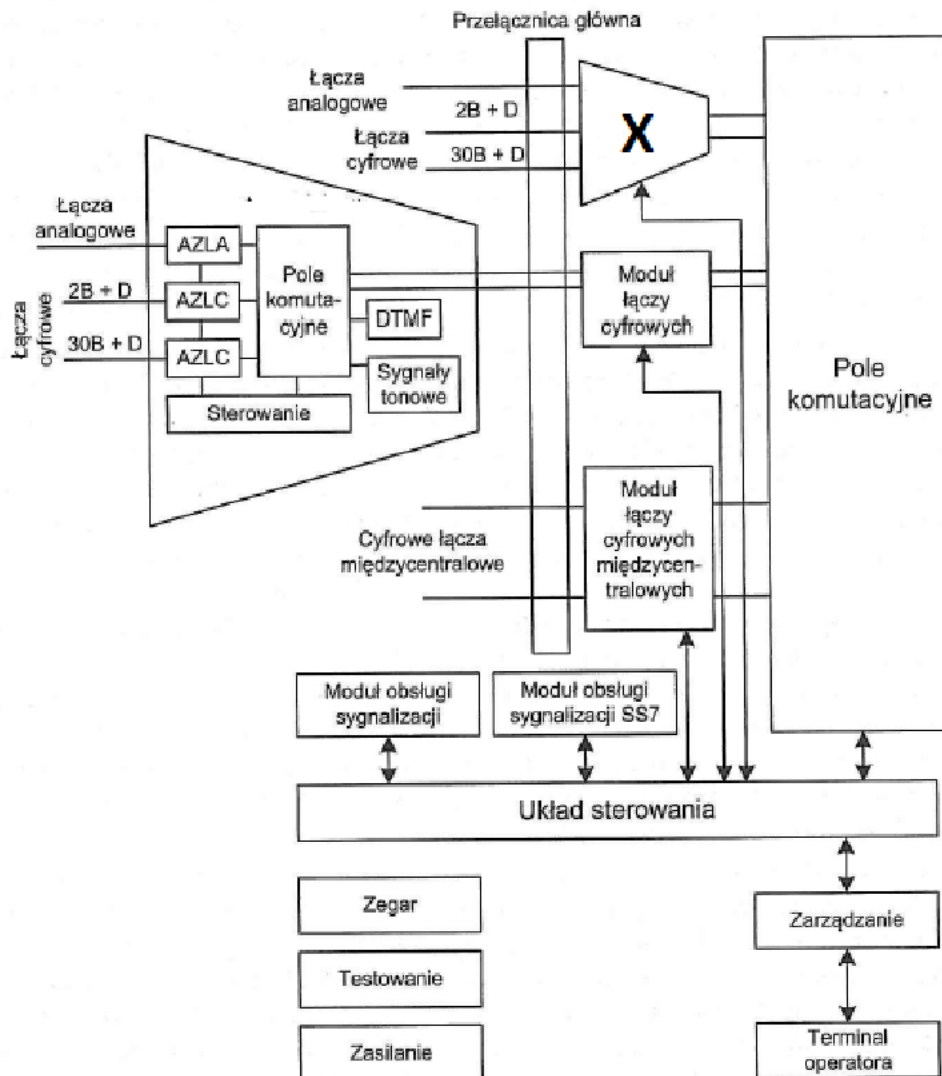 Przełącznica główna
Łącza
analogowe
2B + D
Łącza
cyfrowe
30B + D
X
Łącza
analogowe
2B + D
Łącza
cyfrowe
30B + D
AZLA
AZLC
AZLC
Pole
komuta-
cyjne
DTMF
Sygnały
tonowe
Sterowanie
Moduł
łączy
cyfrowych
Pole
komutacyjne
Cyfrowe łącza
międzycentralowe
Moduł
łączy
cyfrowych
międzycen-
tralowych
Moduł obsługi
sygnalizacji
Moduł obsługi
sygnalizacji SS7
Układ sterowania
Zegar
Testowanie
Zasilanie
Zarządzanie
Terminal
operatora